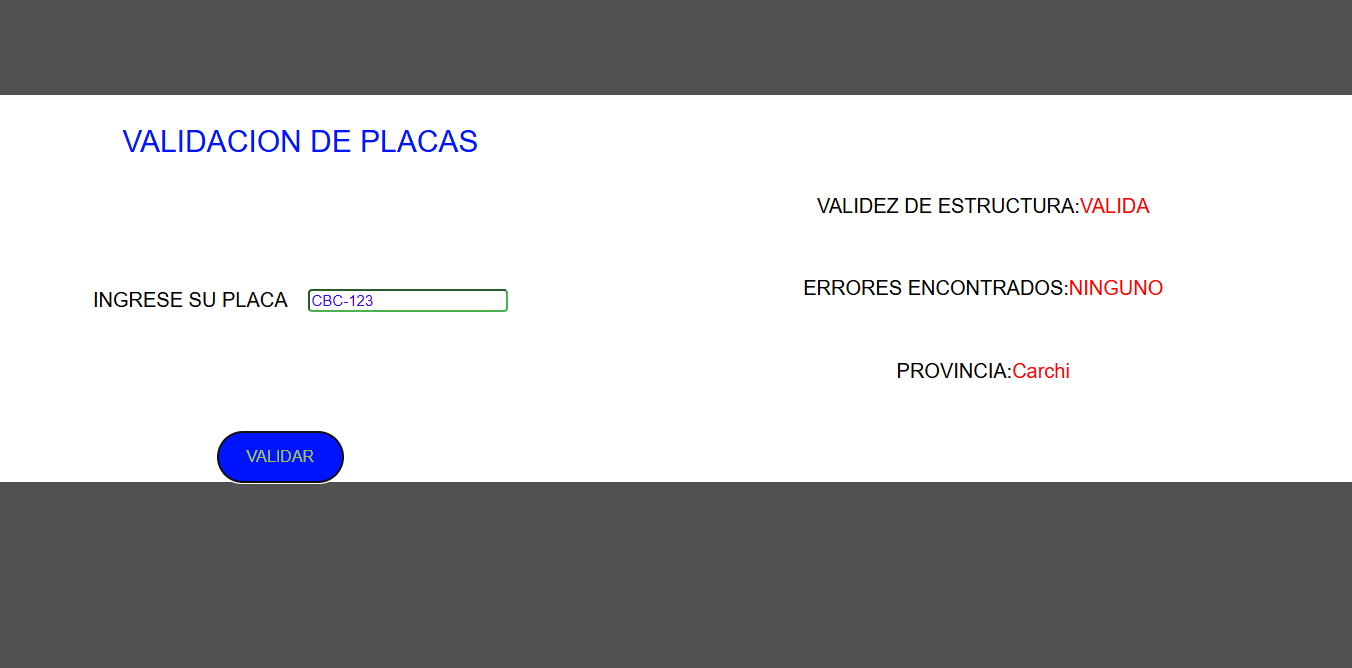 VALIDACION DE PLACAS
INGRESE SU PLACA CBC-123
VALIDAR
VALIDEZ DE ESTRUCTURA:VALIDA
ERRORES ENCONTRADOS:NINGUNO
PROVINCIA:Carchi